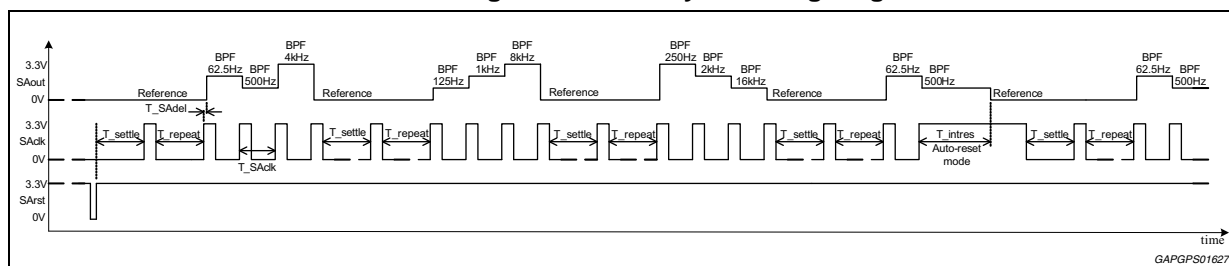 3.3V
SAout
0V
Reference
BPF
62.5Hz
BPF
500Hz
BPF
4kHz
Reference
BPF
125Hz
BPF
1kHz
BPF
8kHz
Reference
BPF
250Hz
BPF
2kHz
BPF
16kHz
Reference
BPF
62.5Hz
BPF
500Hz
Reference
BPF
62.5Hz
BPF
500Hz
T_SAdel
3.3V
SAclk
0V
T_settle
T_repeat
T_SAclk
T_settle
T_repeat
T_settle
T_repeat
T_settle
T_repeat
T_intres
Auto-reset
mode
T_settle
T_repeat
3.3V
SArst
0V
time
GAPGPS01627